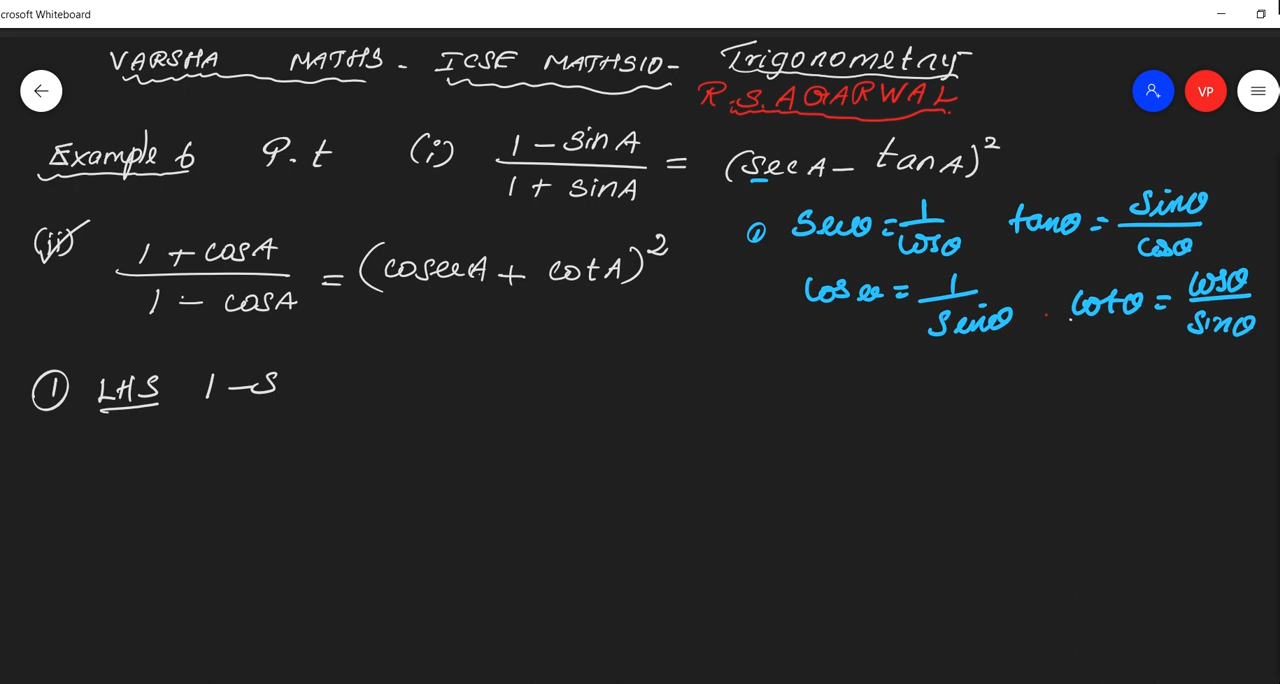 crosoft Whiteboard
VARSHA MATHS - ICSE MATHS10 - Trigonometry
R.S.AGARWAL
VP
Example 6 P.t (i) 1 - sinA / 1 + sinA = (secA - tanA)²
① secθ = 1/cosθ tanθ = sinθ/cosθ
(ii) 1 + cosA / 1 - cosA = (cosecA + cotA)²
cosec = 1/sinθ . cotθ = cosθ/sinθ
① LHS 1 - S